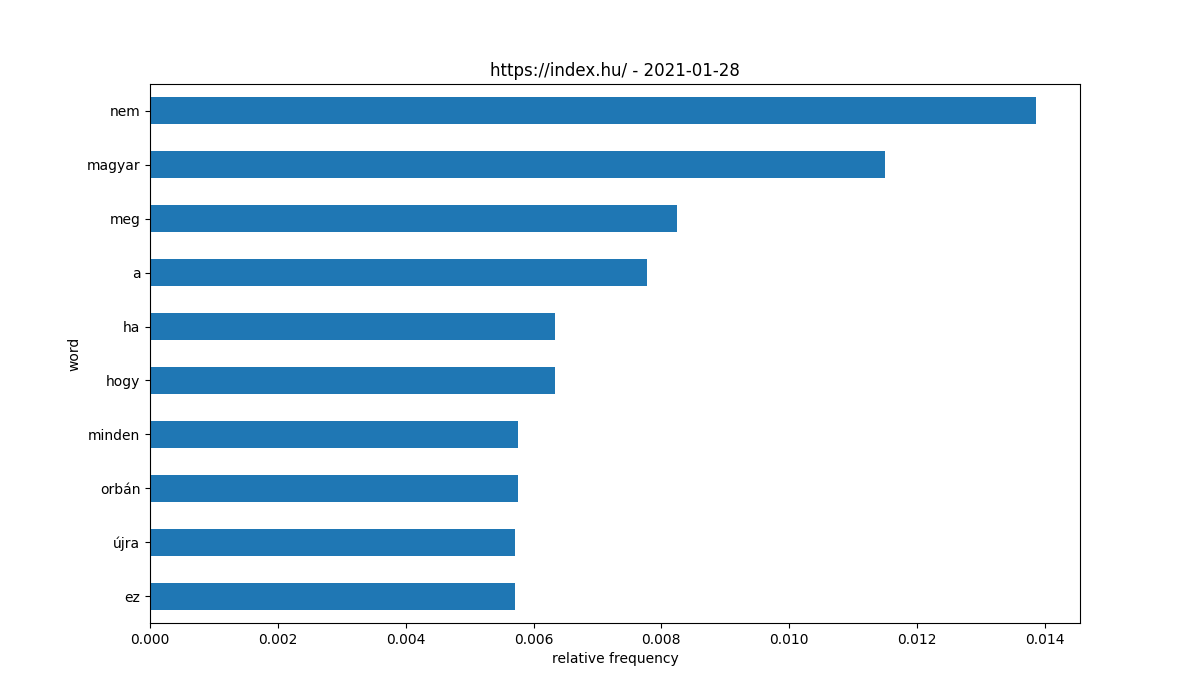 https://index.hu/ - 2021-01-28
word
nem
magyar
meg
a
ha
hogy
minden
orbán
újra
ez
0.000 0.002 0.004 0.006 0.008 0.010 0.012 0.014
relative frequency